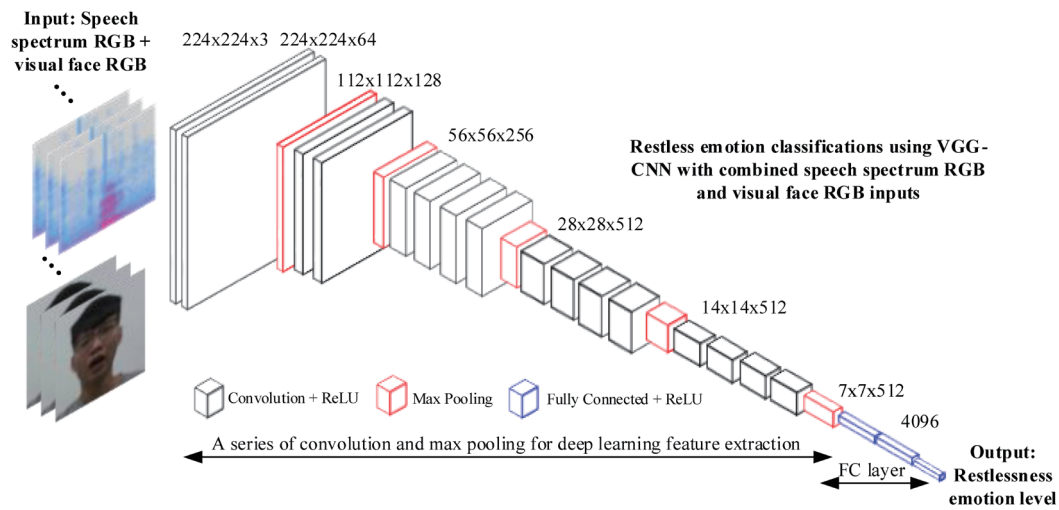 Input: Speech
spectrum RGB +
visual face RGB
224x224x3
224x224x64
112x112x128
56x56x256
Restless emotion classifications using VGG-
CNN with combined speech spectrum RGB
and visual face RGB inputs
28x28x512
14x14x512
7x7x512
4096
Convolution + ReLU
Max Pooling
Fully Connected + ReLU
A series of convolution and max pooling for deep learning feature extraction
FC layer
Output:
Restlessness
emotion level